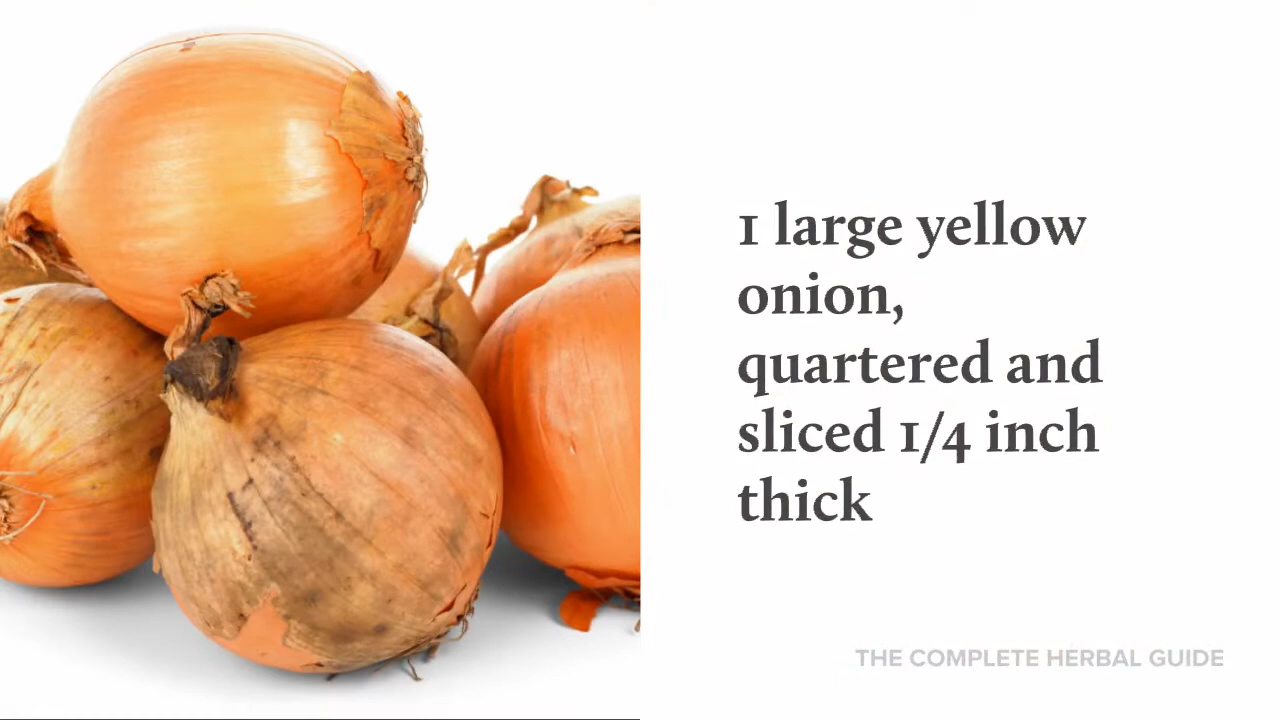 1 large yellow
onion,
quartered and
sliced 1/4 inch
thick
THE COMPLETE HERBAL GUIDE